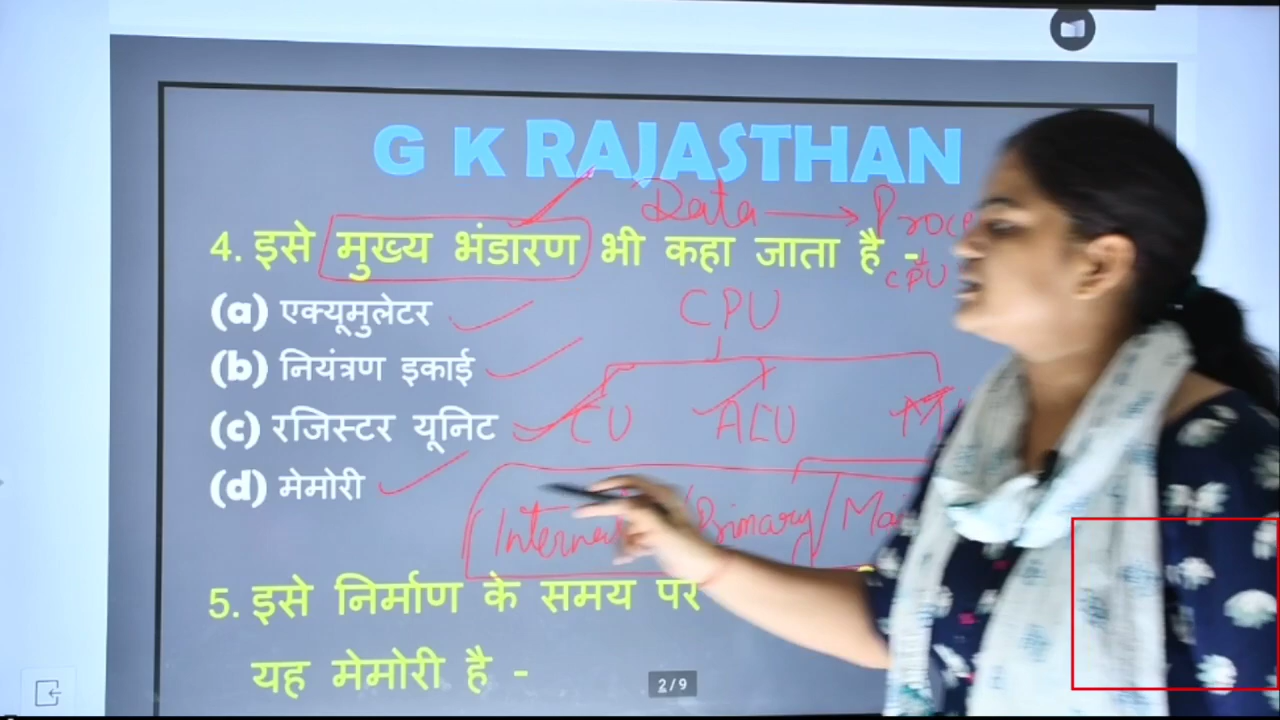 G K RAJASTHAN
Data → Proce
4. इसे मुख्य भंडारण भी कहा जाता है -
CPU
(a) एक्यूमुलेटर
CPU
(b) नियंत्रण इकाई
(c) रजिस्टर यूनिट
CU ALU
(d) मेमोरी
Primary/
5. इसे निर्माण के समय पर
यह मेमोरी है -
2/9